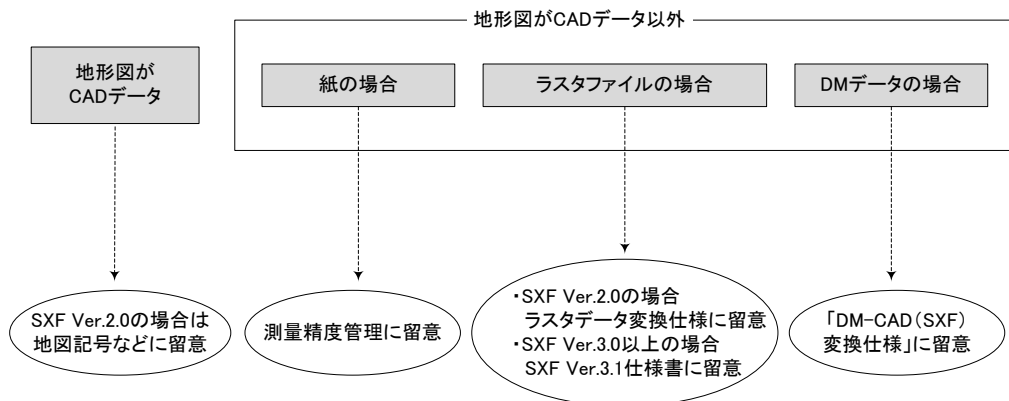 地形図がCADデータ以外
地形図が
CADデータ
紙の場合
ラスタファイルの場合
DMデータの場合
SXF Ver.2.0の場合は
地図記号などに留意
測量精度管理に留意
・SXF Ver.2.0の場合
ラスタデータ変換仕様に留意
・SXF Ver.3.0以上の場合
SXF Ver.3.1仕様書に留意
「DM-CAD(SXF)
変換仕様」に留意